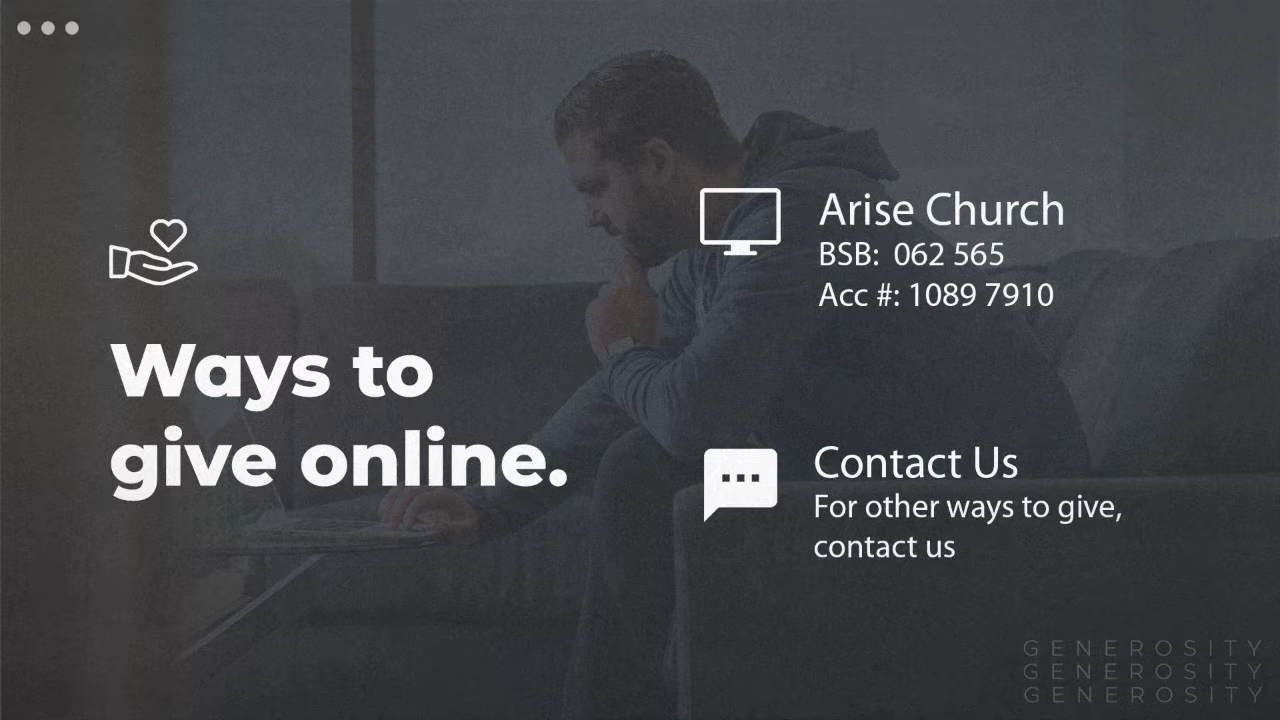 Ways to
give online.
Arise Church
BSB:  062 565
Acc #: 1089 7910
Contact Us
For other ways to give,
contact us
GENEROSITY
GENEROSITY
GENEROSITY